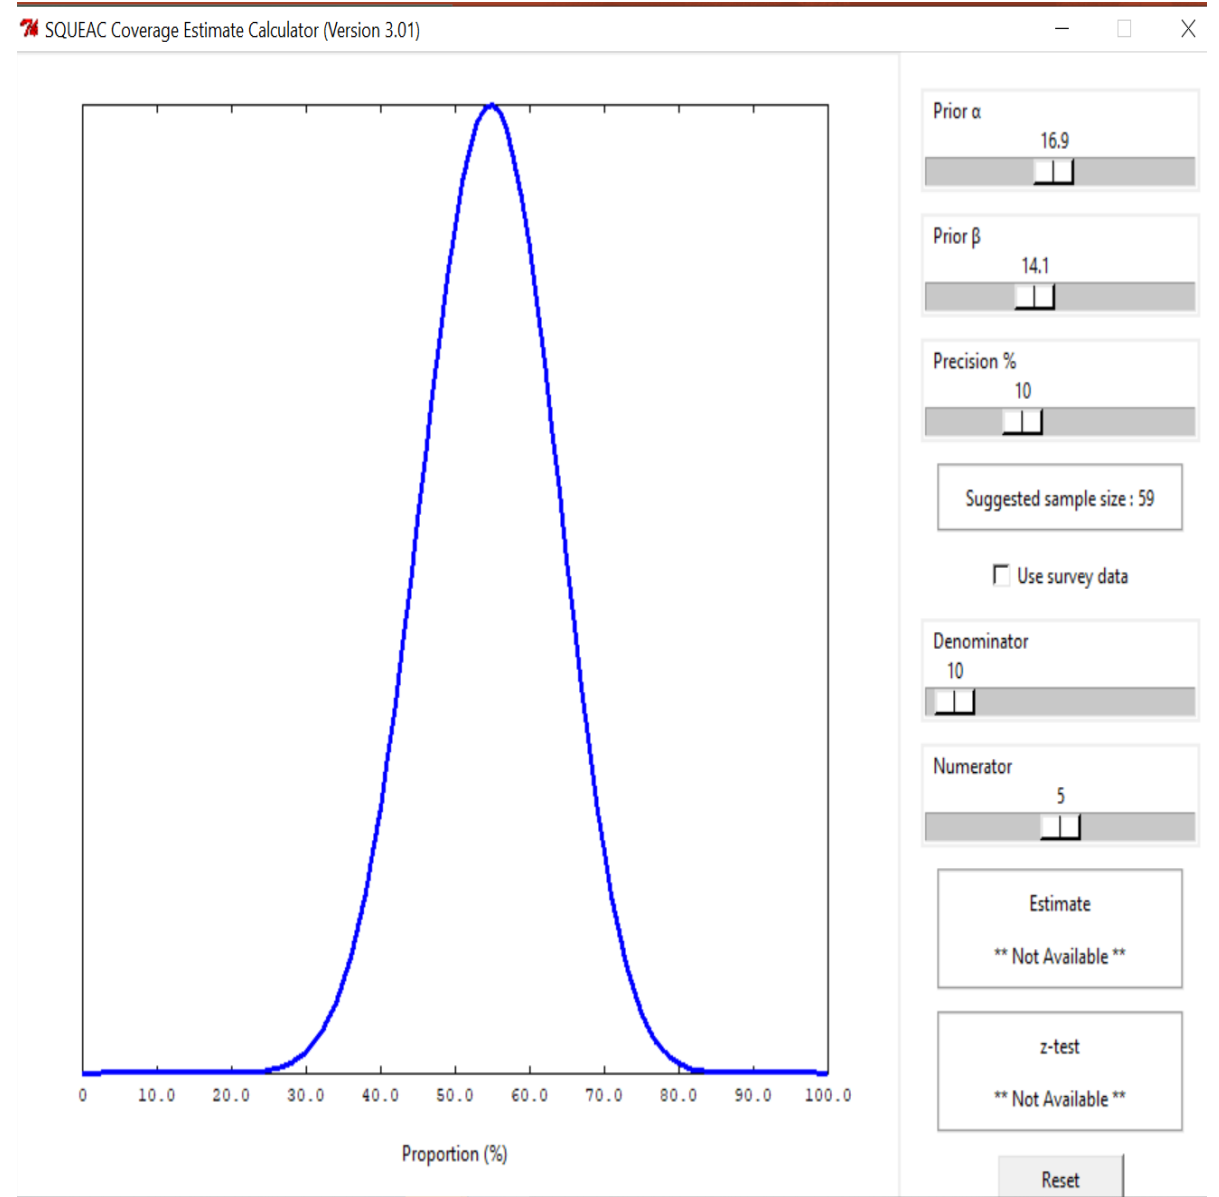 SQUEAC Coverage Estimate Calculator (Version 3.01)
Prior α
16.9
Prior β
14.1
Precision %
10
Suggested sample size : 59
Use survey data
Denominator
10
Numerator
5
Estimate
** Not Available **
z-test
** Not Available **
Reset
0 10.0 20.0 30.0 40.0 50.0 60.0 70.0 80.0 90.0 100.0
Proportion (%)